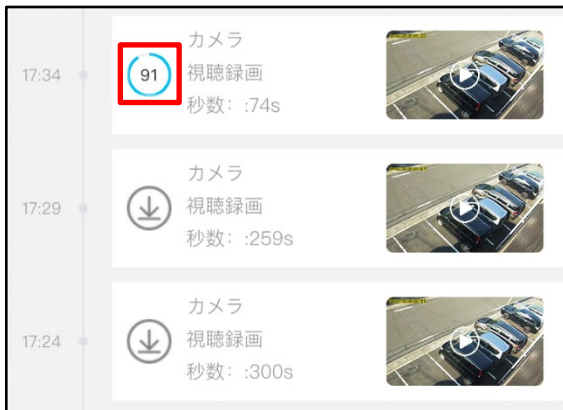 17:34
91
カメラ
視聴録画
秒数: :74s
17:29
カメラ
視聴録画
秒数: :259s
17:24
カメラ
視聴録画
秒数: :300s